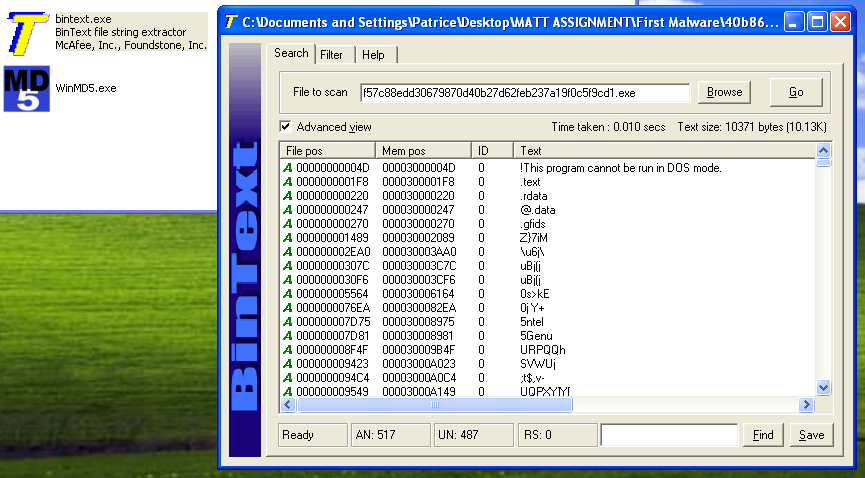 bintext.exe
BinText file string extractor
McAfee, Inc., Foundstone, Inc.
MD5
WinMD5.exe
C:\Documents and Settings\Patrice\Desktop\MATT ASSIGNMENT\First Malware\40b86...
Search Filter Help
File to scan f57c88edd30679870d40b27d62feb237a19f0c5f9cd1.exe Browse Go
Advanced view Time taken : 0.010 secs Text size: 10371 bytes (10.13K)
File pos Mem pos ID Text
A 00000000004D 00003000004D 0 !This program cannot be run in DOS mode.
A 0000000001F8 0000300001F8 0 .text
A 000000000220 000030000220 0 .rdata
A 000000000247 000030000247 0 @.data
A 000000000270 000030000270 0 .gfids
A 000000001489 000030002089 0 Z}7iM
A 000000002EA0 000030003AA0 0 \u6j\
A 00000000307C 000030003C7C 0 uBj(j
A 0000000030F6 000030003CF6 0 uBj(j
A 000000005564 000030006164 0 0s>kE
A 0000000076EA 0000300082EA 0 0jY+
A 000000007D75 000030008975 0 5ntel
A 000000007D81 000030008981 0 5Genu
A 000000008F4F 000030009B4F 0 URPQQh
A 000000009423 00003000A023 0 SVWUj
A 0000000094C4 00003000A0C4 0 ;t$,v-
A 000000009549 00003000A149 0 UQPXY]Y[
BinText
Ready AN: 517 UN: 487 RS: 0 Find Save